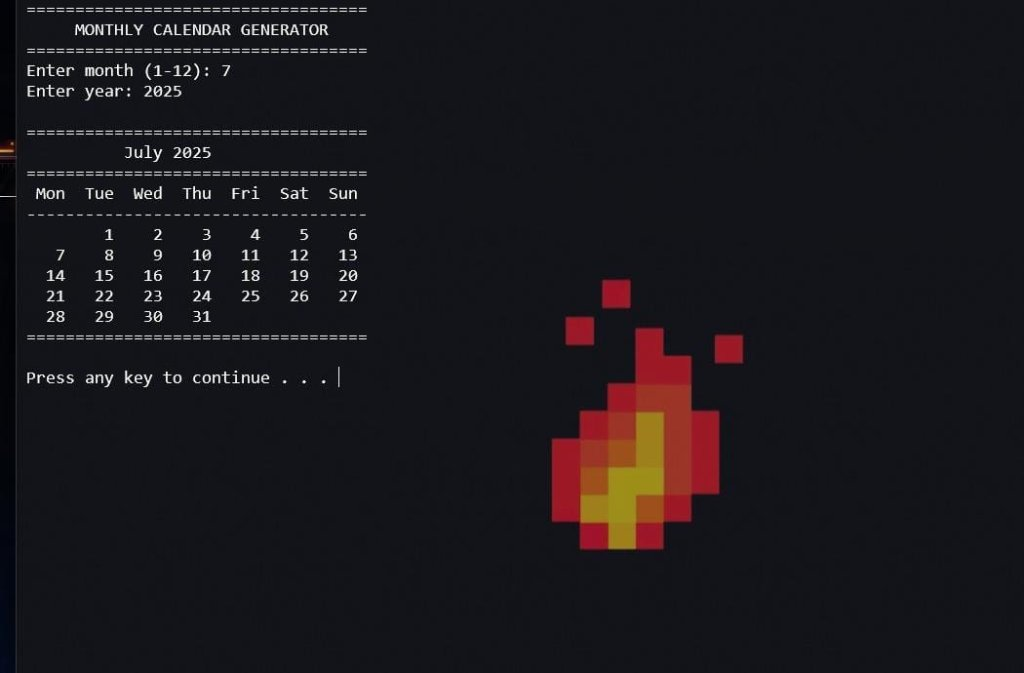 ===================================
     MONTHLY CALENDAR GENERATOR
===================================
Enter month (1-12): 7
Enter year: 2025

===================================
          July 2025
===================================
 Mon  Tue  Wed  Thu  Fri  Sat  Sun
-----------------------------------
        1    2    3    4    5    6
   7    8    9   10   11   12   13
  14   15   16   17   18   19   20
  21   22   23   24   25   26   27
  28   29   30   31
===================================

Press any key to continue . . .